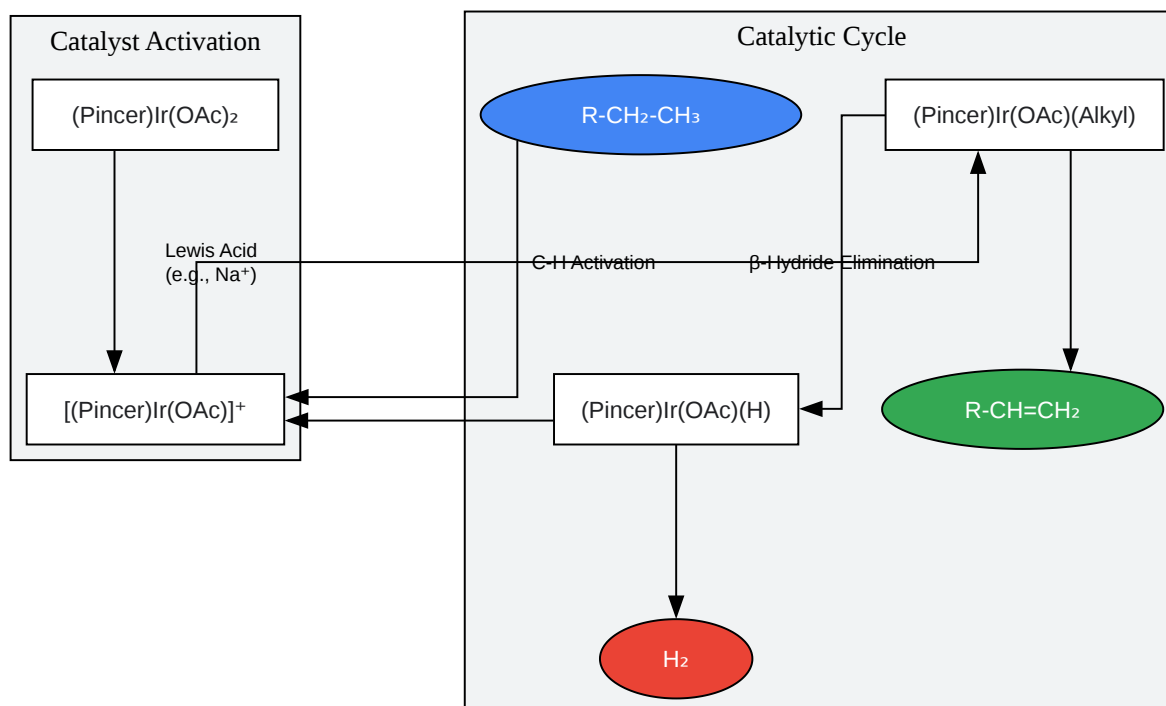 Catalyst Activation
(Pincer)Ir(OAc)₂
Lewis Acid
(e.g., Na⁺)
[(Pincer)Ir(OAc)]⁺
Catalytic Cycle
R-CH₂-CH₃
(Pincer)Ir(OAc)(Alkyl)
C-H Activation
β-Hydride Elimination
(Pincer)Ir(OAc)(H)
R-CH=CH₂
H₂